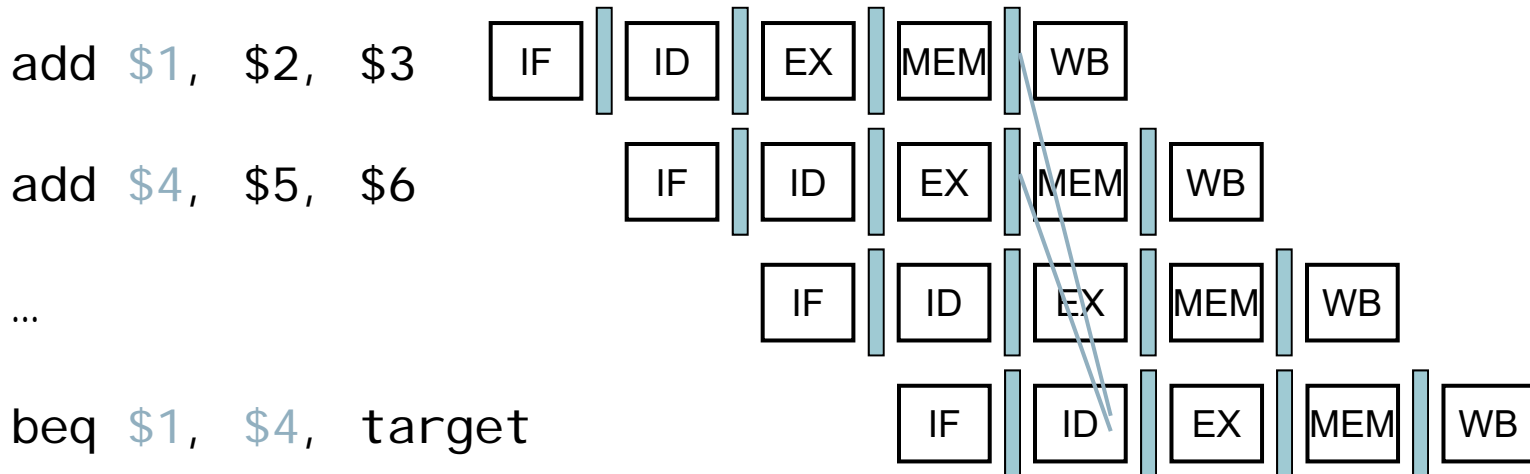 add $1, $2, $3 IF ID EX MEM WB
add $4, $5, $6 IF ID EX MEM WB
… IF ID EX MEM WB
beq $1, $4, target IF ID EX MEM WB